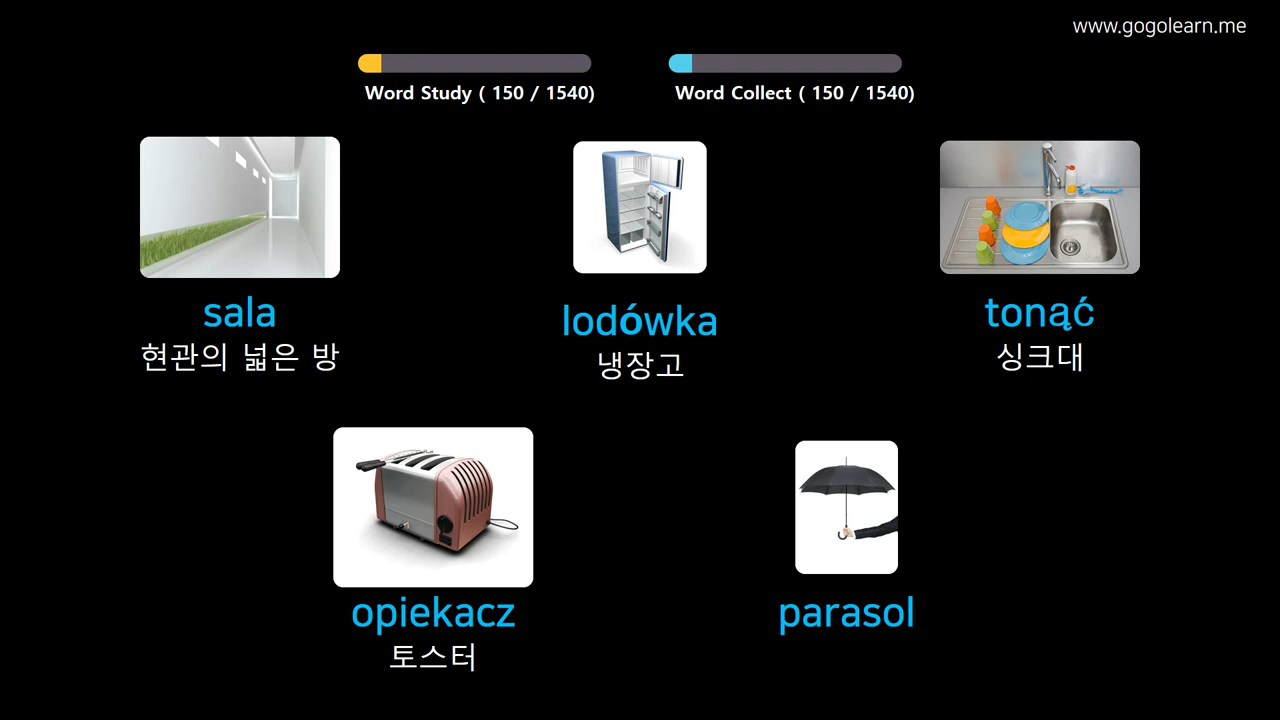 www.gogolearn.me
Word Study ( 150 / 1540)
Word Collect ( 150 / 1540)
sala
현관의 넓은 방
lodówka
냉장고
tonąć
싱크대
opiekacz
토스터
parasol